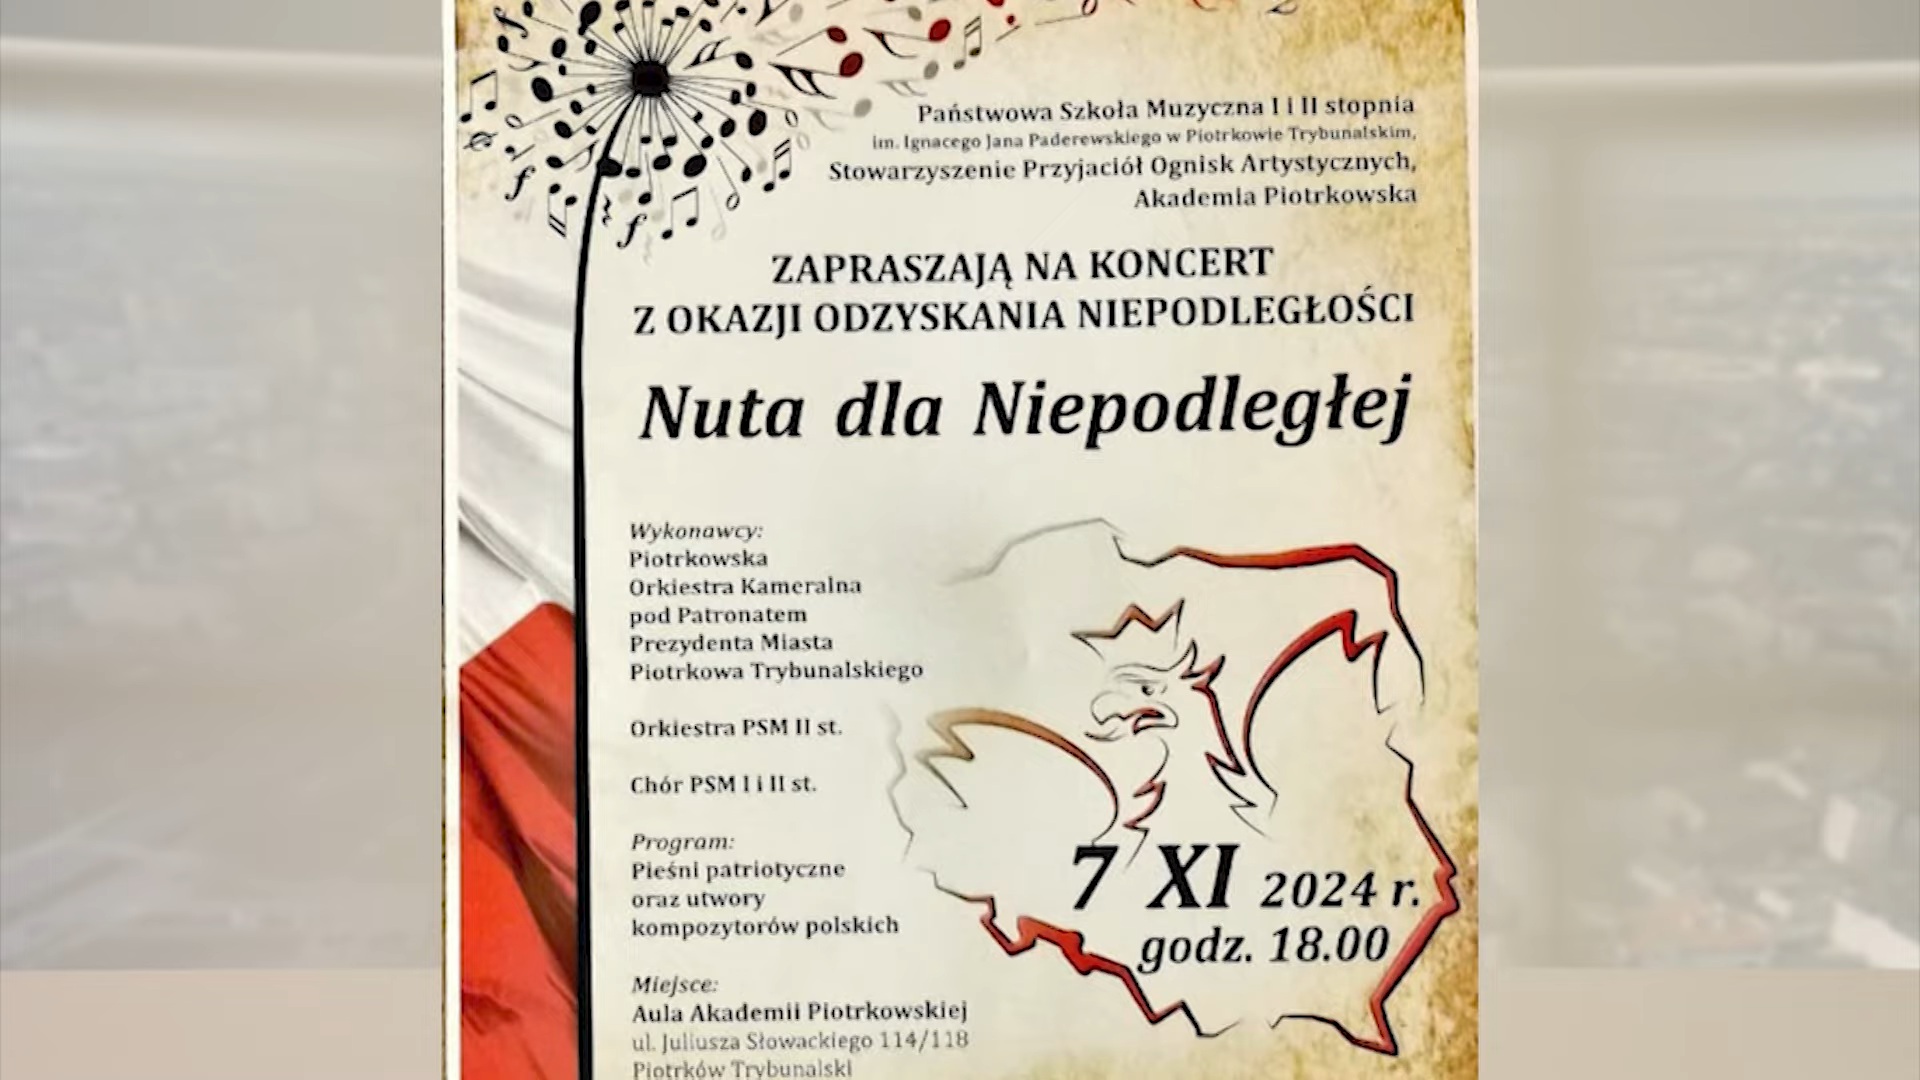 Państwowa Szkoła Muzyczna I i II stopnia
im. Ignacego Jana Paderewskiego w Piotrkowie Trybunalskim,
Stowarzyszenie Przyjaciół Ognisk Artystycznych,
Akademia Piotrkowska
ZAPRASZAJĄ NA KONCERT
Z OKAZJI ODZYSKANIA NIEPODLEGŁOŚCI
Nuta dla Niepodległej
Wykonawcy:
Piotrkowska
Orkiestra Kameralna
pod Patronatem
Prezydenta Miasta
Piotrkowa Trybunalskiego
Orkiestra PSM II st.
Chór PSM I i II st.
Program:
Pieśni patriotyczne
oraz utwory
kompozytorów polskich
7 XI 2024 r.
godz. 18.00
Miejsce:
Aula Akademii Piotrkowskiej
ul. Juliusza Słowackiego 114/118
Piotrków Trybunalski